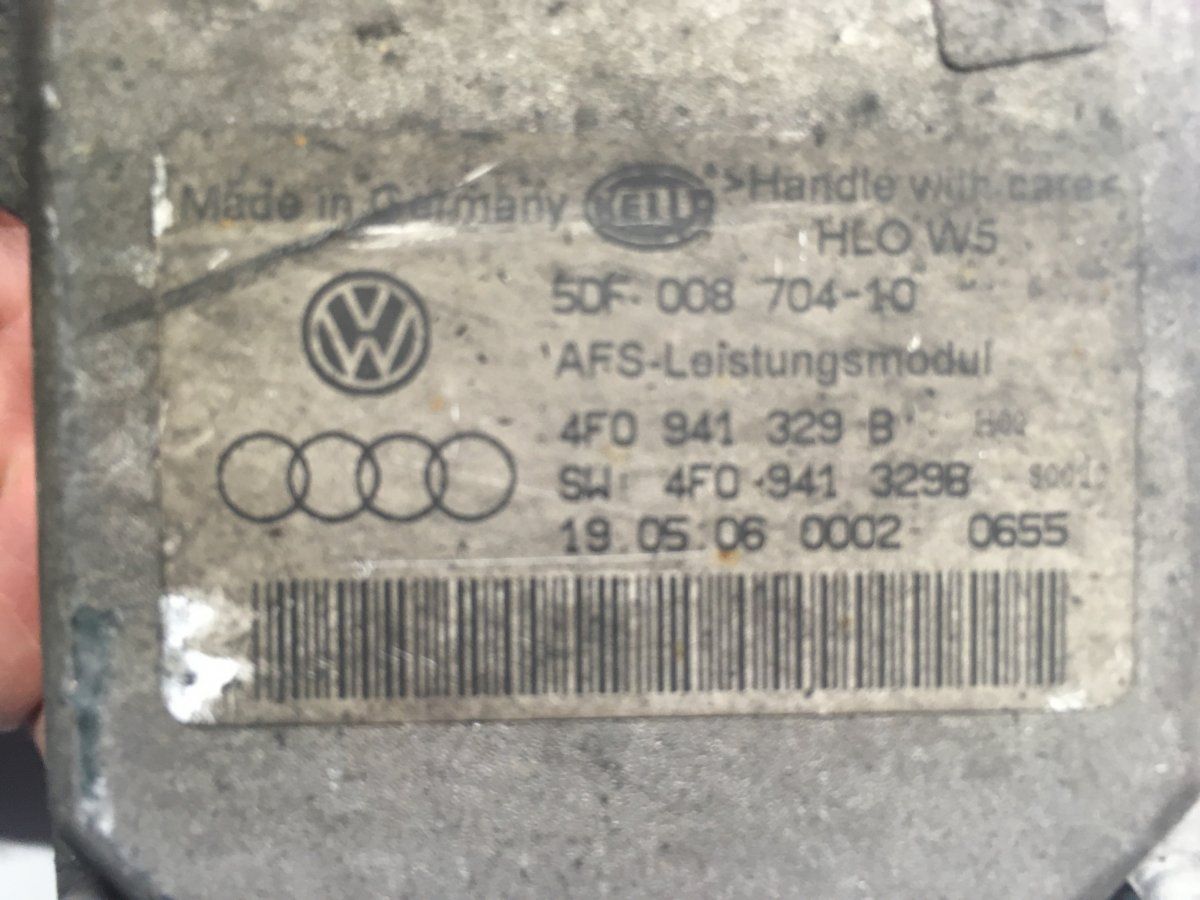 Made in Germany HELLA >Handle with care<
HLO W5
5DF 008 704-10
AFS-Leistungsmodul
4F0 941 329 B
SW: 4F0 941 329B
19.05.06 0002 0655